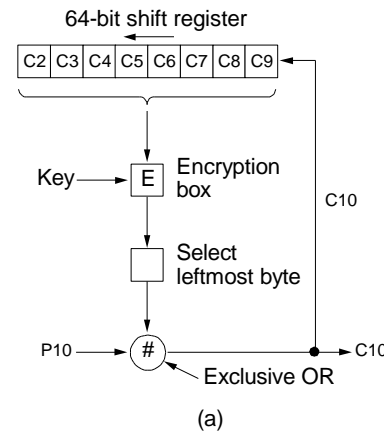 64-bit shift register
C2 C3 C4 C5 C6 C7 C8 C9
Key
E
Encryption
box
C10
Select
leftmost byte
P10
#
C10
Exclusive OR
(a)